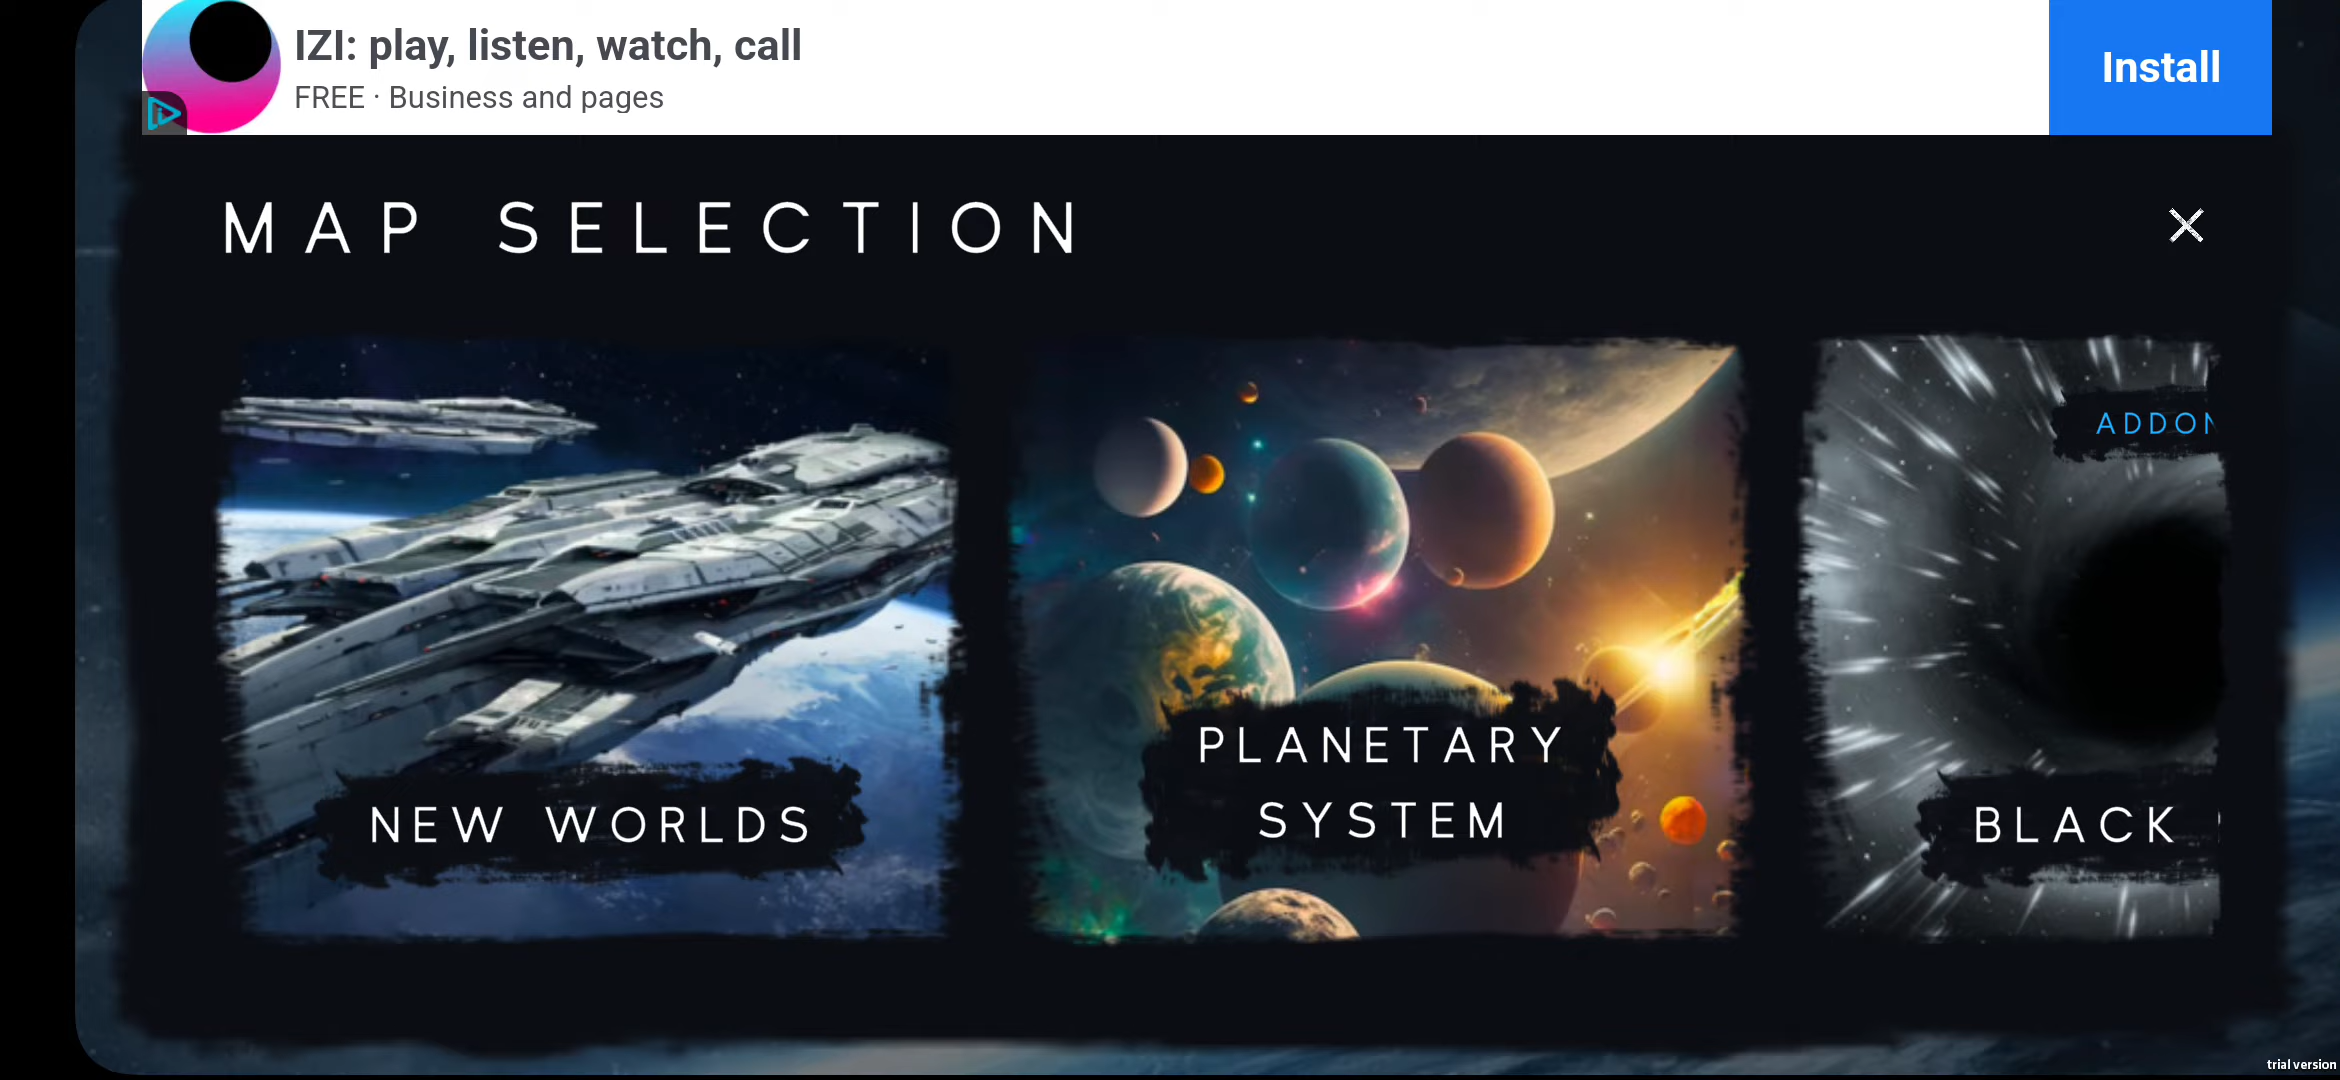 IZI: play, listen, watch, call
FREE · Business and pages
Install
MAP SELECTION
ADDON
NEW WORLDS
PLANETARY
SYSTEM
BLACK
trial version